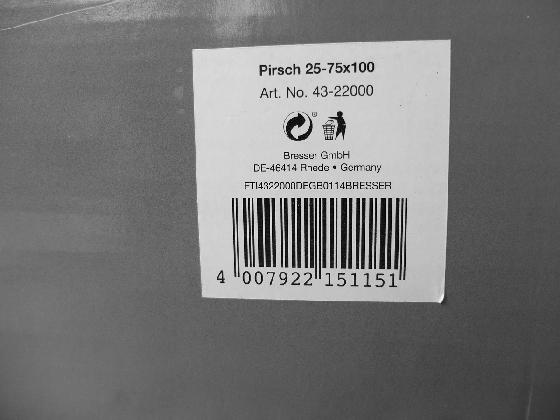 Pirsch 25-75x100
Art. No. 43-22000
®
Bresser GmbH
DE-46414 Rhede • Germany
FTI4322000DEGB0114BRESSER
4 007922 151151